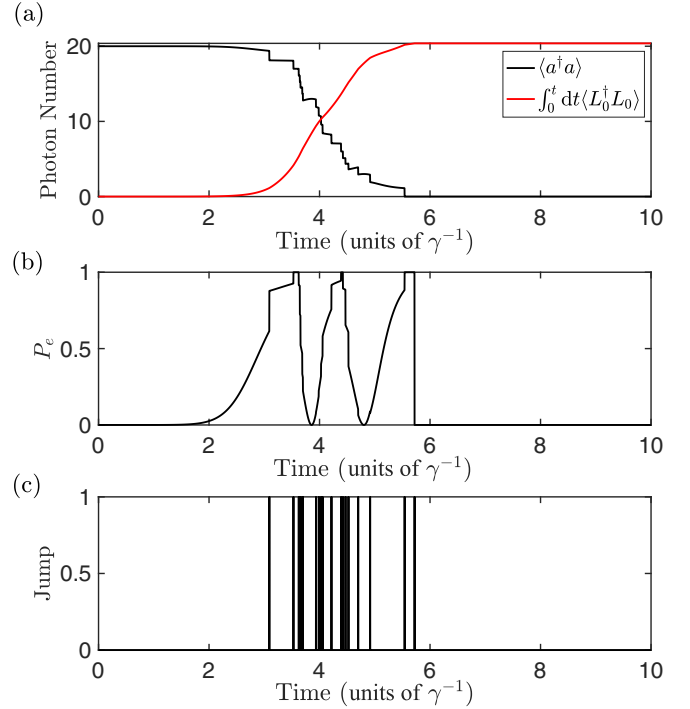 (a)
20
10
0
Photon Number
⟨a†a⟩
∫₀ᵗ dt⟨L₀†L₀⟩
0 2 4 6 8 10
Time (units of γ⁻¹)
(b)
1
0.5
0
Pₑ
0 2 4 6 8 10
Time (units of γ⁻¹)
(c)
1
0.5
0
Jump
0 2 4 6 8 10
Time (units of γ⁻¹)